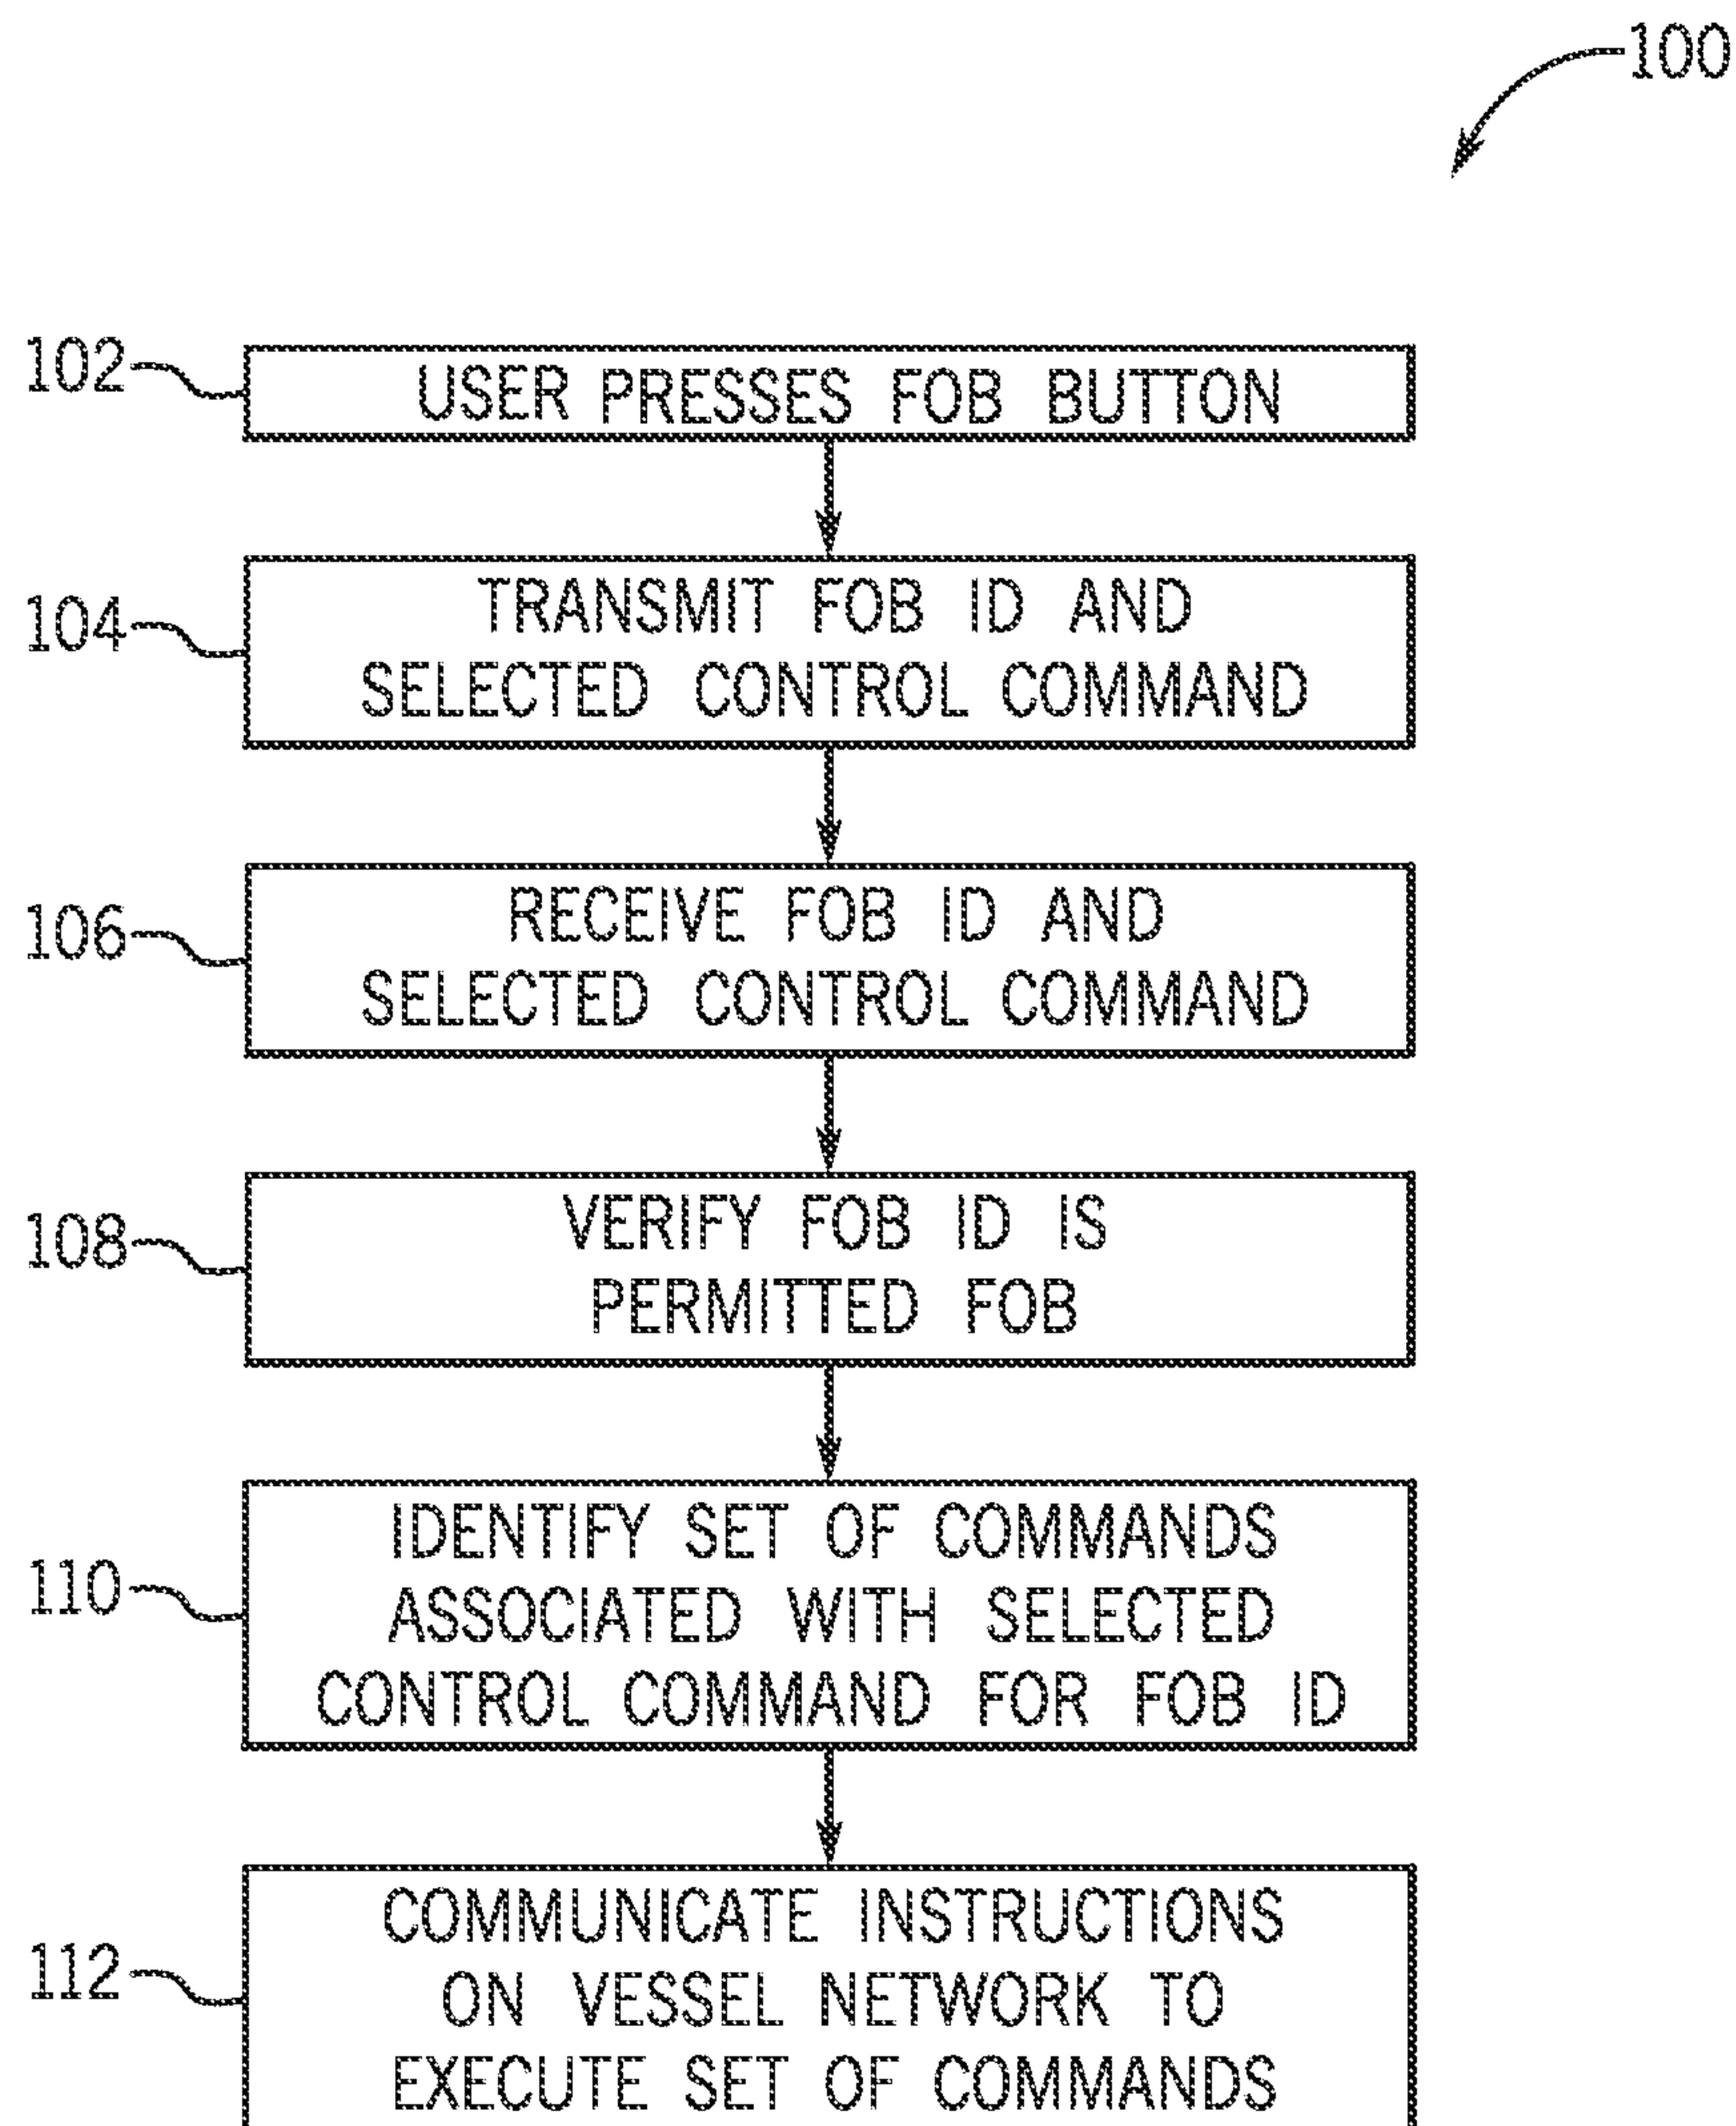 100
102
USER PRESSES FOB BUTTON
104
TRANSMIT FOB ID AND
SELECTED CONTROL COMMAND
106
RECEIVE FOB ID AND
SELECTED CONTROL COMMAND
108
VERIFY FOB ID IS
PERMITTED FOB
110
IDENTIFY SET OF COMMANDS
ASSOCIATED WITH SELECTED
CONTROL COMMAND FOR FOB ID
112
COMMUNICATE INSTRUCTIONS
ON VESSEL NETWORK TO
EXECUTE SET OF COMMANDS